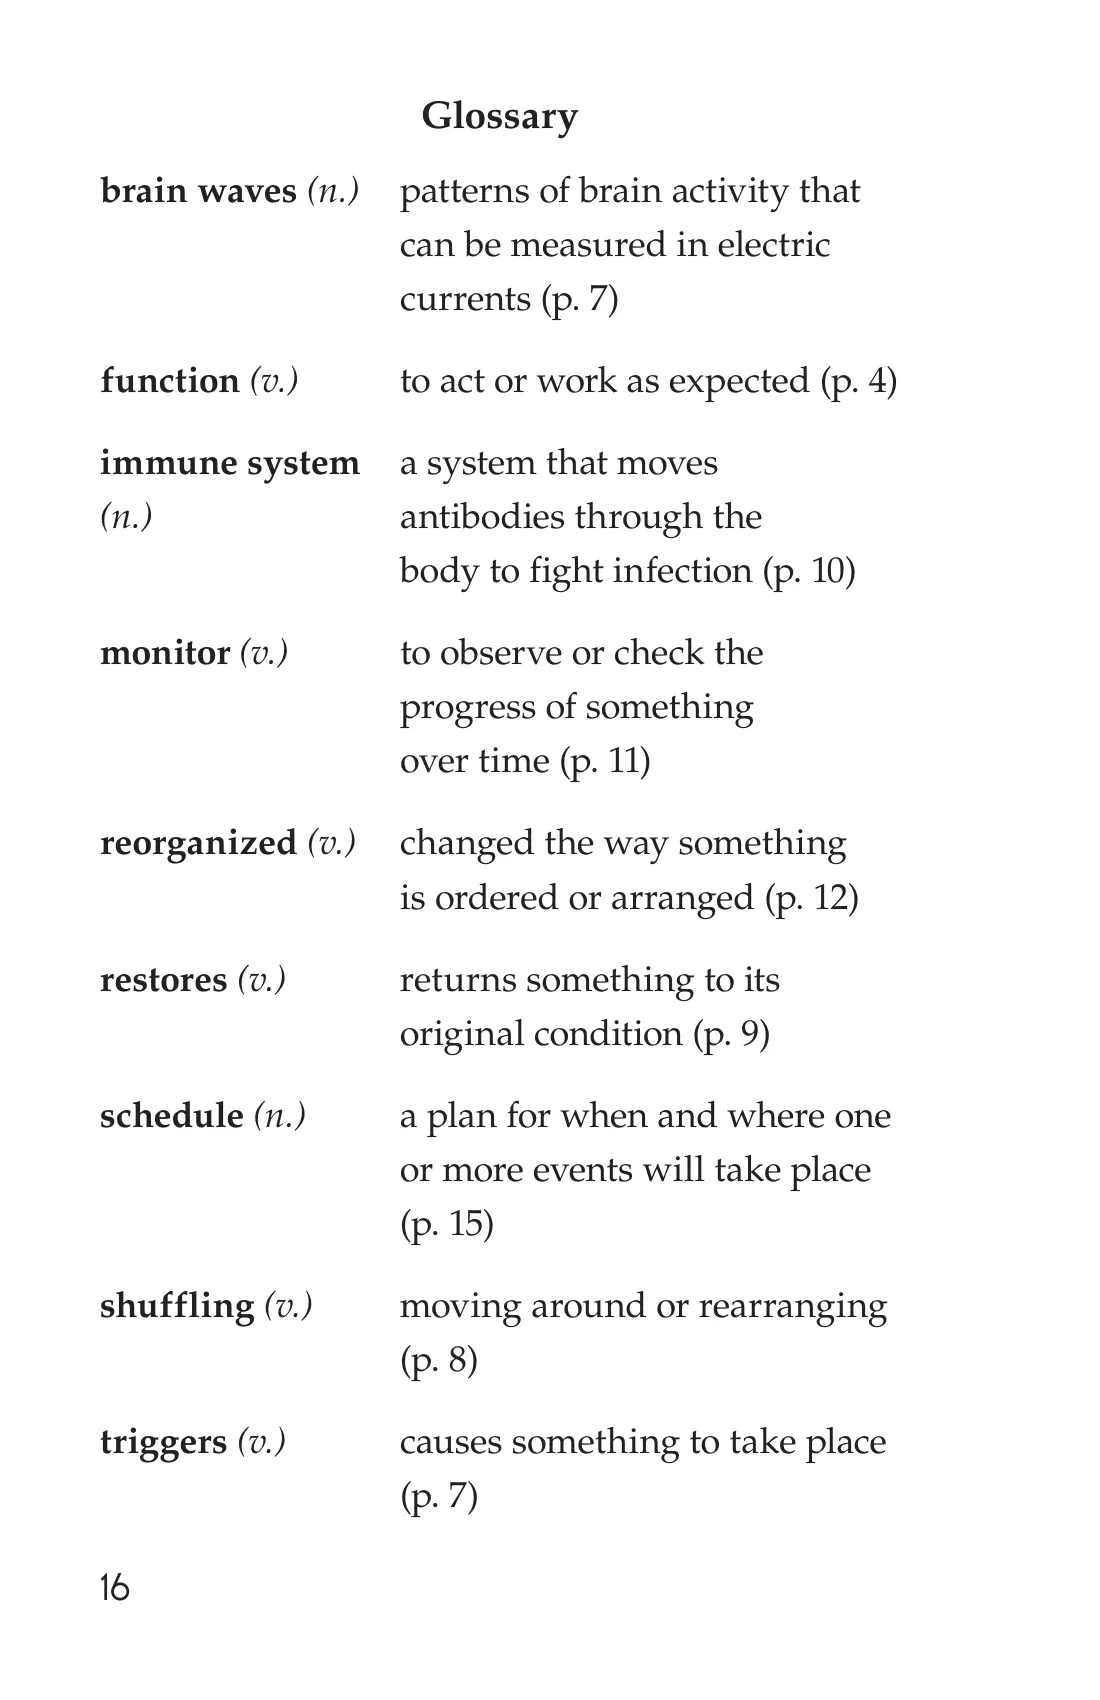 Glossary
brain waves (n.) patterns of brain activity that
can be measured in electric
currents (p. 7)
function (v.) to act or work as expected (p. 4)
immune system a system that moves
(n.) antibodies through the
body to fight infection (p. 10)
monitor (v.) to observe or check the
progress of something
over time (p. 11)
reorganized (v.) changed the way something
is ordered or arranged (p. 12)
restores (v.) returns something to its
original condition (p. 9)
schedule (n.) a plan for when and where one
or more events will take place
(p. 15)
shuffling (v.) moving around or rearranging
(p. 8)
triggers (v.) causes something to take place
(p. 7)
16